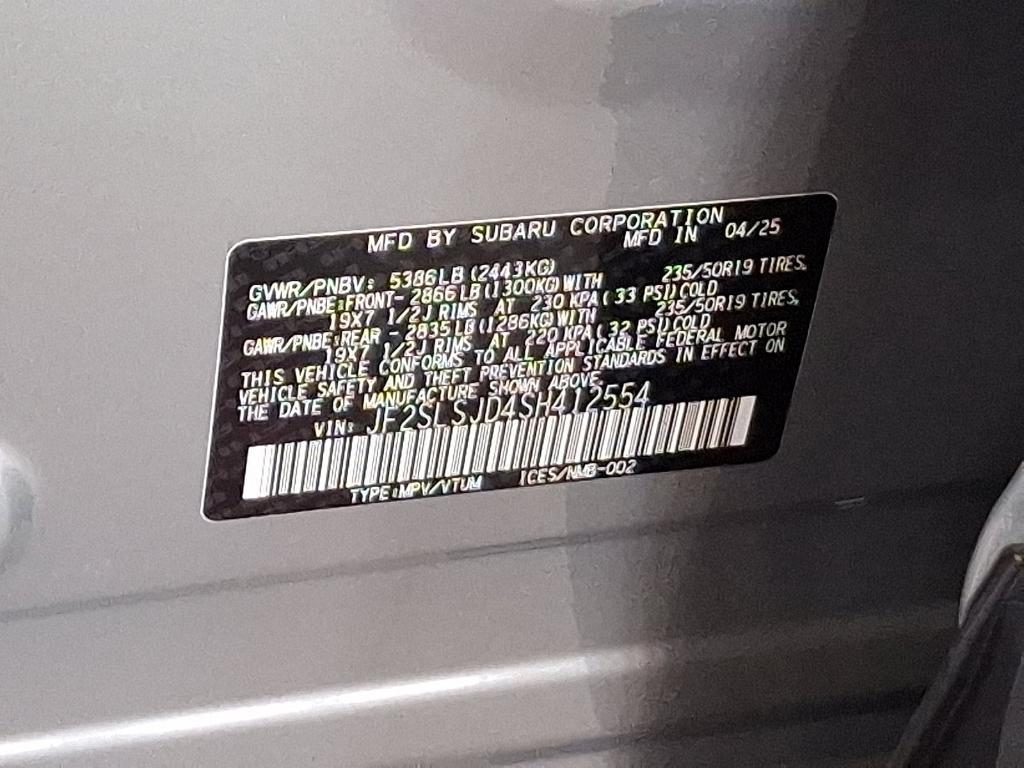 MFD BY SUBARU CORPORATION
MFD IN 04/25
GVWR/PNBV: 5386LB(2443KG)
GAWR/PNBE:FRONT- 2866LB(1300KG)WITH 235/50R19 TIRES,
19X7 1/2J RIMS AT 230 KPA( 33 PSI)COLD
GAWR/PNBE:REAR - 2835LB(1286KG)WITH 235/50R19 TIRES,
19X7 1/2J RIMS AT 220 KPA( 32 PSI)COLD
THIS VEHICLE CONFORMS TO ALL APPLICABLE FEDERAL MOTOR
VEHICLE SAFETY AND THEFT PREVENTION STANDARDS IN EFFECT ON
THE DATE OF MANUFACTURE SHOWN ABOVE.
VIN: JF2SLSJD4SH412554
TYPE:MPV/VTUM ICES/NMB-002